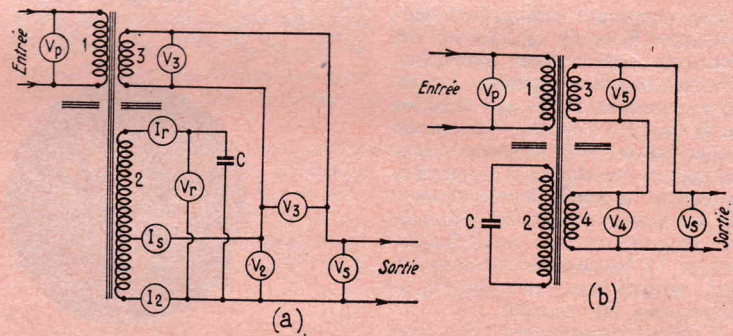 Entrée
Vp
1
3
V3
Ir
C
2
Vr
V3
Is
V2
Vs
Sortie
I2
(a)
Entrée
Vp
1
3
V5
C
2
4
V4
Vs
Sortie
(b)